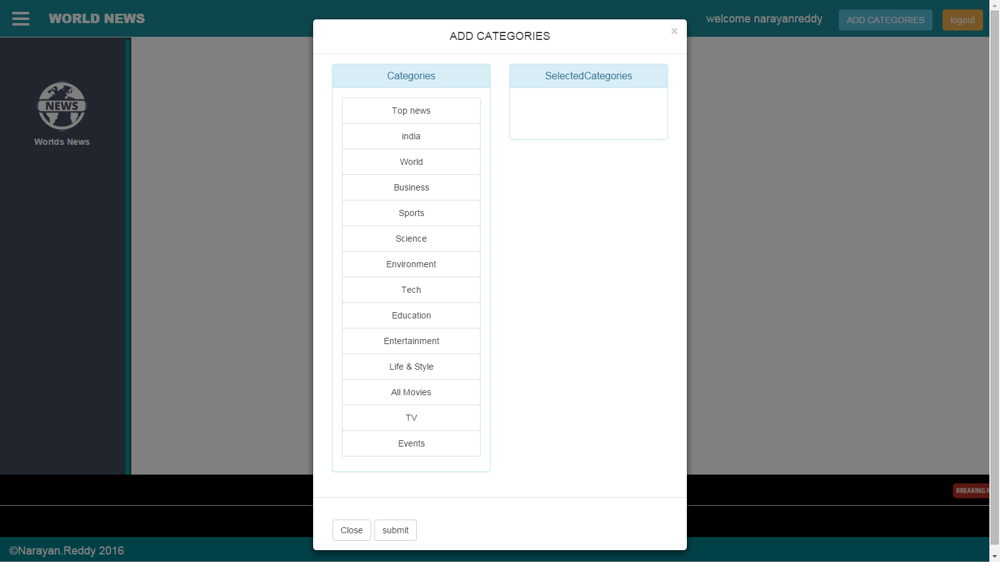 WORLD NEWS
welcome narayanreddy
ADD CATEGORIES
logout
NEWS
Worlds News
ADD CATEGORIES
×
Categories
Top news
india
World
Business
Sports
Science
Environment
Tech
Education
Entertainment
Life & Style
All Movies
TV
Events
SelectedCategories
Close
submit
BREAKING N
©Narayan.Reddy 2016